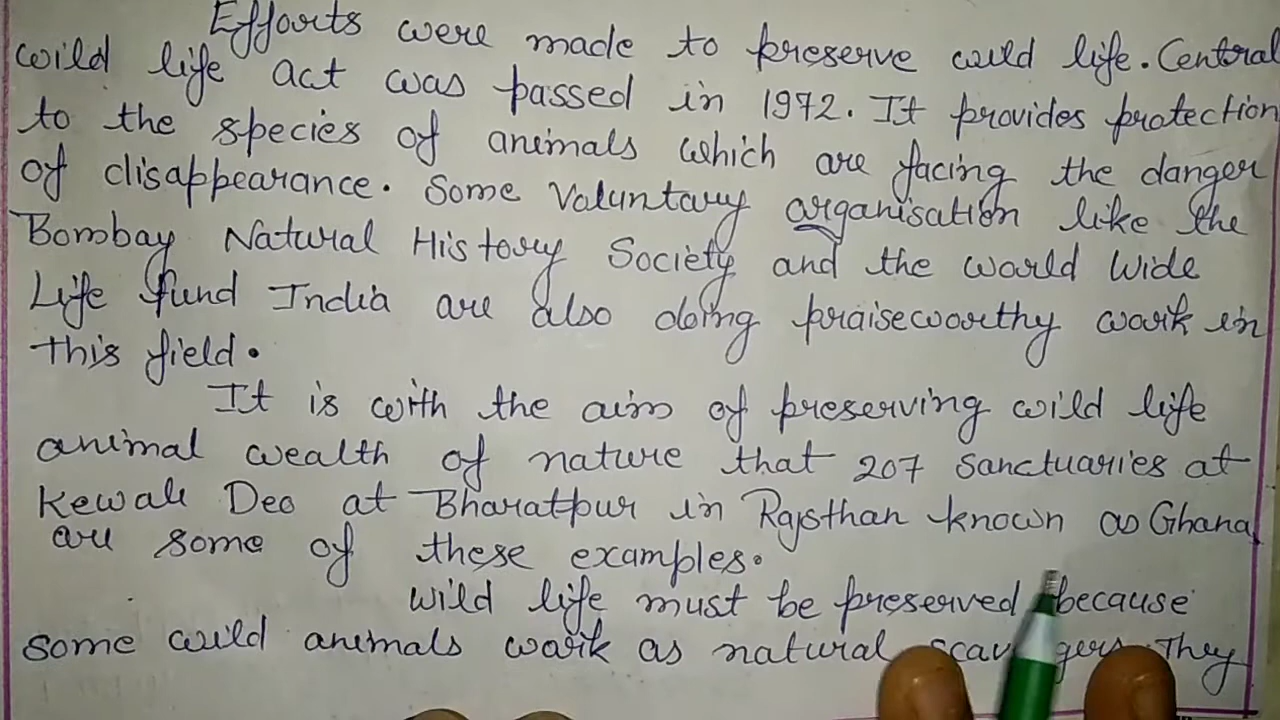 Efforts were made to preserve wild life. Central
wild life act was passed in 1972. It provides protection
to the species of animals which are facing the danger
of disappearance. Some Voluntary organisation like the
Bombay Natural History Society and the world Wide
Life fund India are also doing praiseworthy work in
this field.
It is with the aim of preserving wild life
animal wealth of nature that 207 Sanctuaries at
Kewali Deo at Bharatpur in Rajsthan known as Ghana
are some of these examples.
Wild life must be preserved because
some wild animals work as natural They